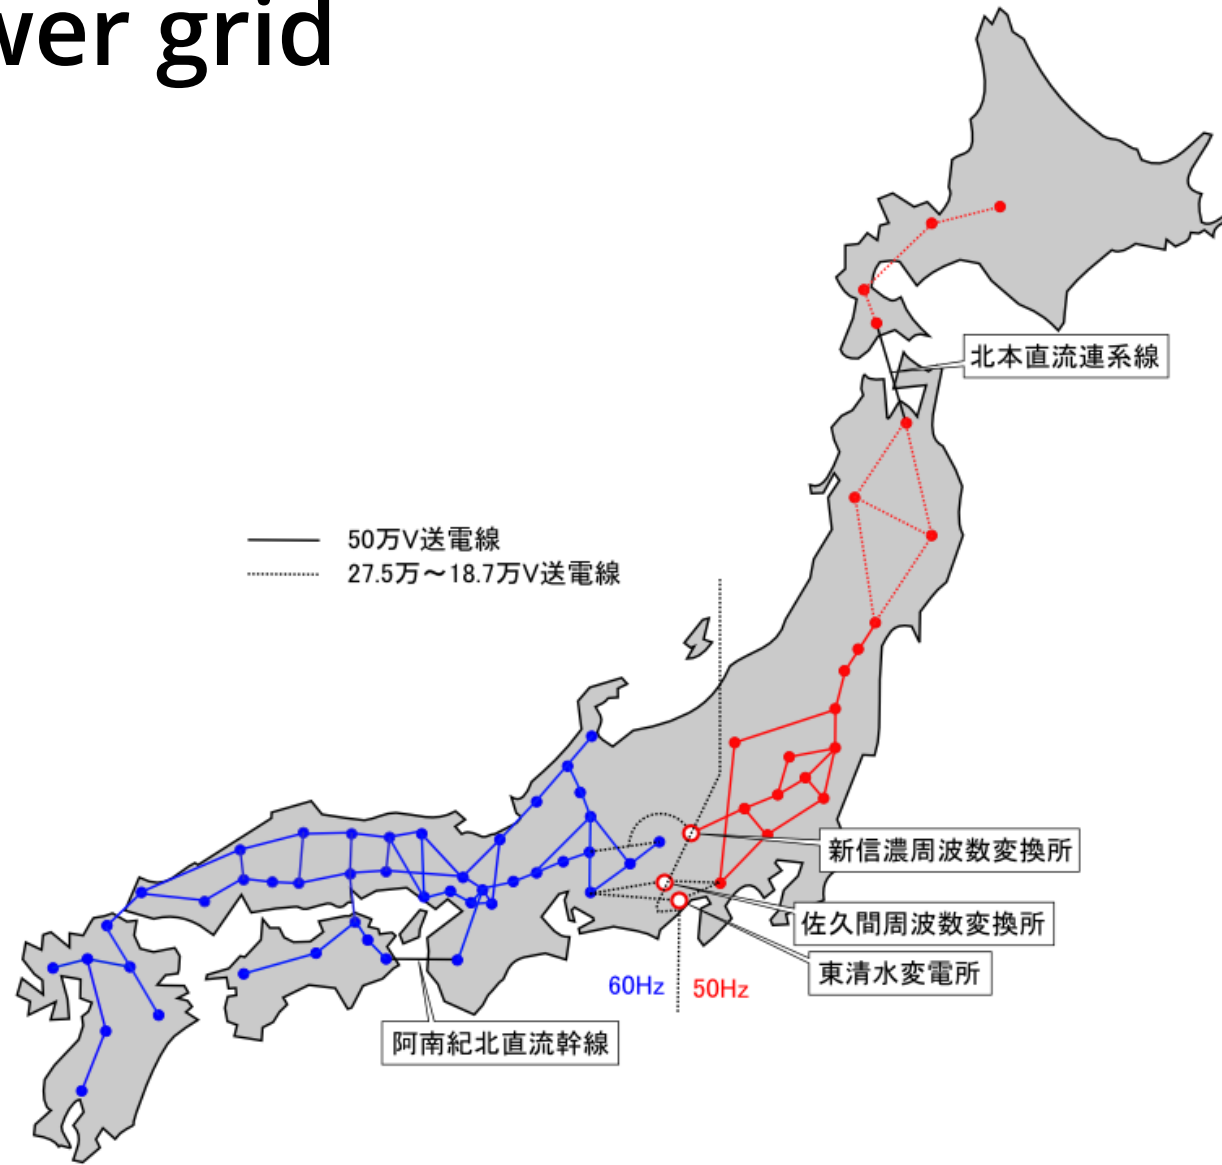 wer grid
北本直流連系線
50万V送電線
27.5万～18.7万V送電線
新信濃周波数変換所
佐久間周波数変換所
東清水変電所
60Hz
50Hz
阿南紀北直流幹線